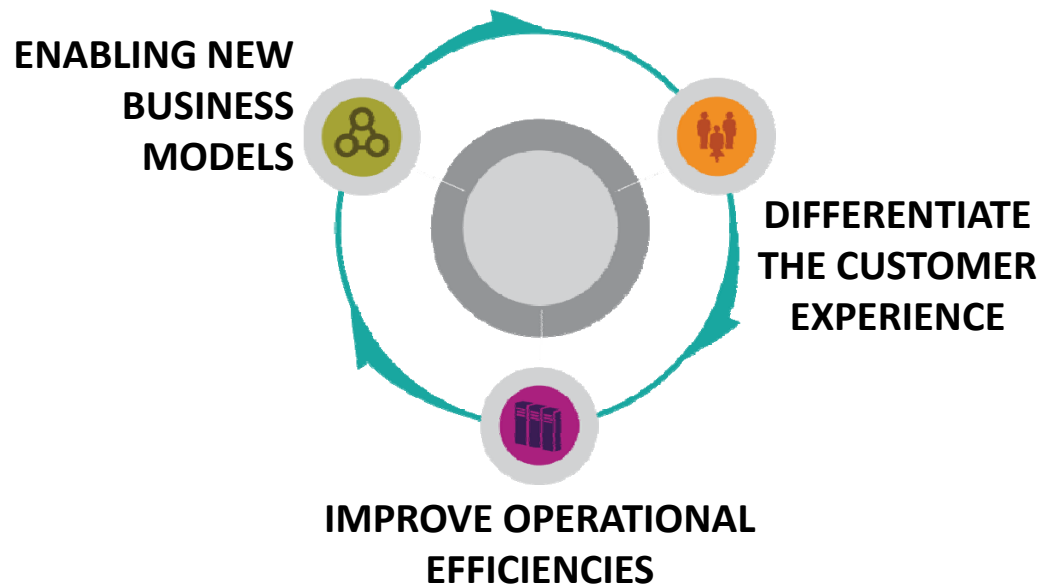 ENABLING NEW
BUSINESS
MODELS
DIFFERENTIATE
THE CUSTOMER
EXPERIENCE
IMPROVE OPERATIONAL
EFFICIENCIES